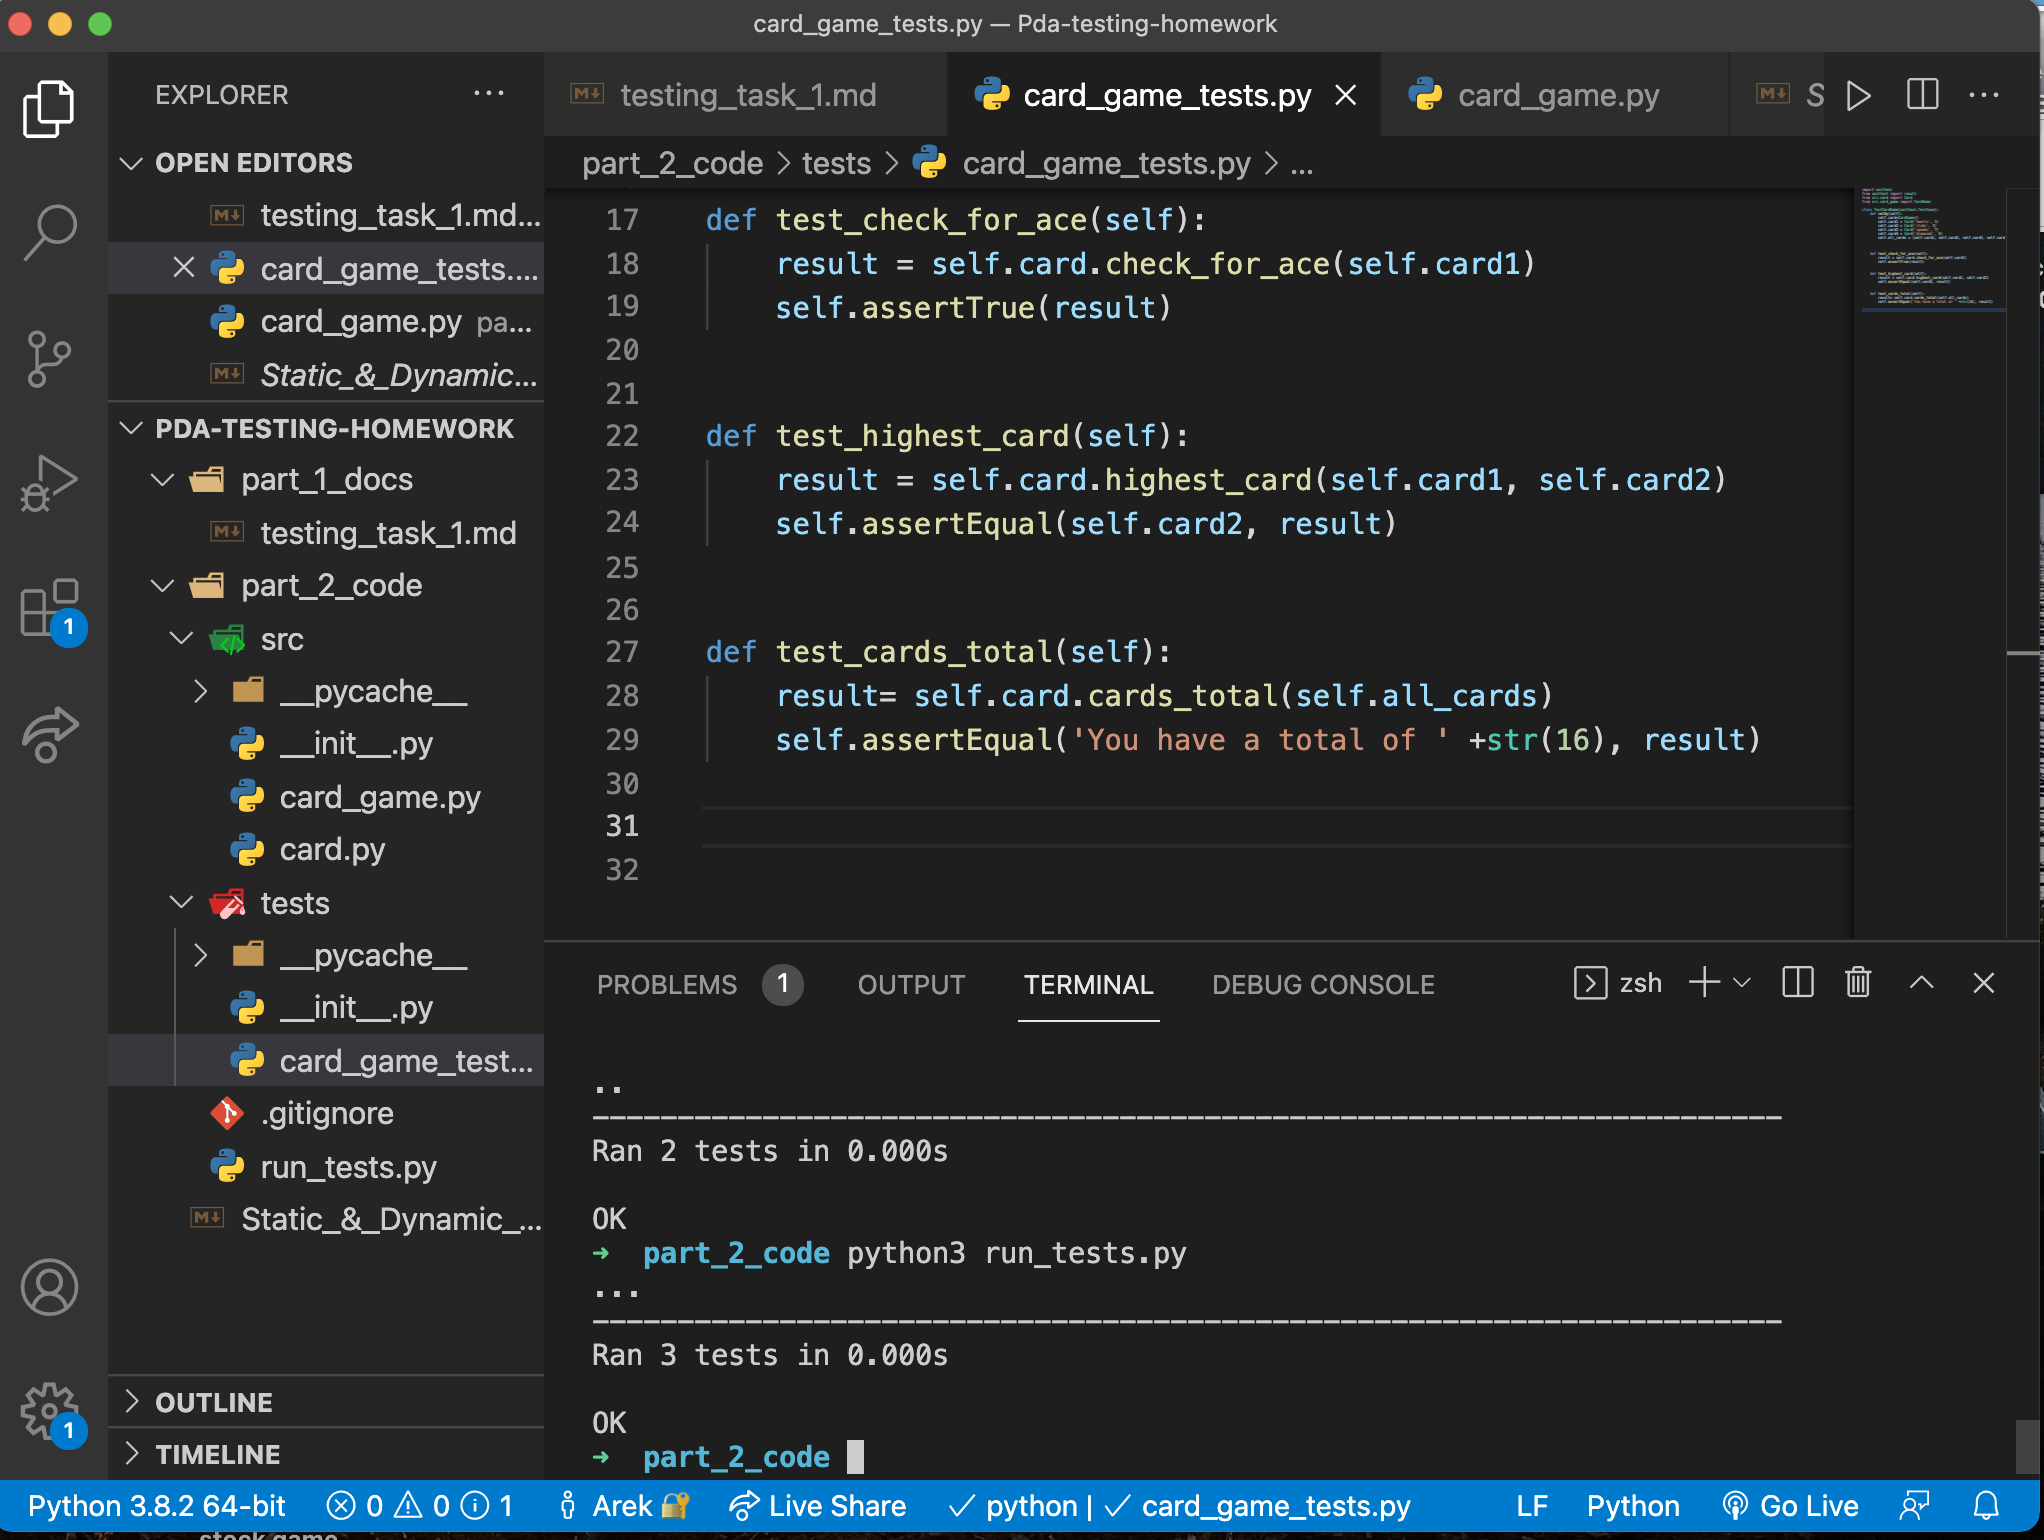 card_game_tests.py — Pda-testing-homework
EXPLORER
OPEN EDITORS
testing_task_1.md...
card_game_tests....
card_game.py pa...
Static_&_Dynamic...
PDA-TESTING-HOMEWORK
part_1_docs
testing_task_1.md
part_2_code
src
__pycache__
__init__.py
card_game.py
card.py
tests
__pycache__
__init__.py
card_game_test...
.gitignore
run_tests.py
Static_&_Dynamic_...
OUTLINE
TIMELINE
1
1
testing_task_1.md
card_game_tests.py
card_game.py
S
part_2_code > tests > card_game_tests.py > ...
17 def test_check_for_ace(self):
18 result = self.card.check_for_ace(self.card1)
19 self.assertTrue(result)
20
21
22 def test_highest_card(self):
23 result = self.card.highest_card(self.card1, self.card2)
24 self.assertEqual(self.card2, result)
25
26
27 def test_cards_total(self):
28 result= self.card.cards_total(self.all_cards)
29 self.assertEqual('You have a total of ' +str(16), result)
30
31
32
PROBLEMS 1 OUTPUT TERMINAL DEBUG CONSOLE zsh
..
----------------------------------------------------------------------
Ran 2 tests in 0.000s
OK
➜ part_2_code python3 run_tests.py
...
----------------------------------------------------------------------
Ran 3 tests in 0.000s
OK
➜ part_2_code
Python 3.8.2 64-bit 0 0 1 Arek Live Share ✓ python | ✓ card_game_tests.py LF Python Go Live